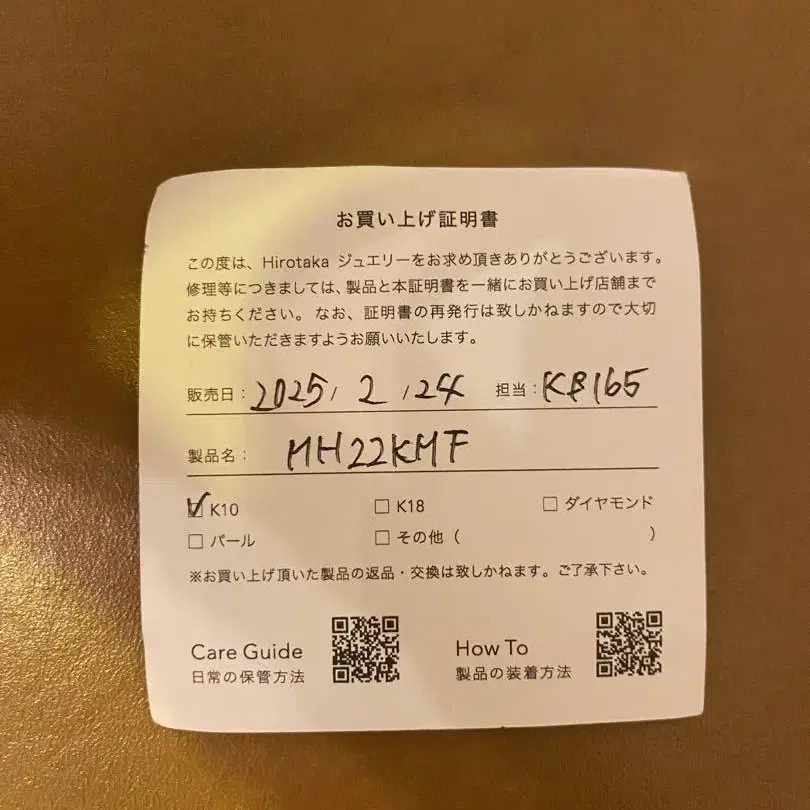 お買い上げ証明書
この度は、Hirotaka ジュエリーをお求め頂きありがとうございます。
修理等につきましては、製品と本証明書を一緒にお買い上げ店舗まで
お持ちください。なお、証明書の再発行は致しかねますので大切
に保管いただきますようお願いいたします。
販売日：2025, 2 , 24 担当：KB165
製品名： MH22KMF
☑ K10 □ K18 □ ダイヤモンド
□ パール □ その他（ ）
※お買い上げ頂いた製品の返品・交換は致しかねます。ご了承下さい。
Care Guide
日常の保管方法
How To
製品の装着方法